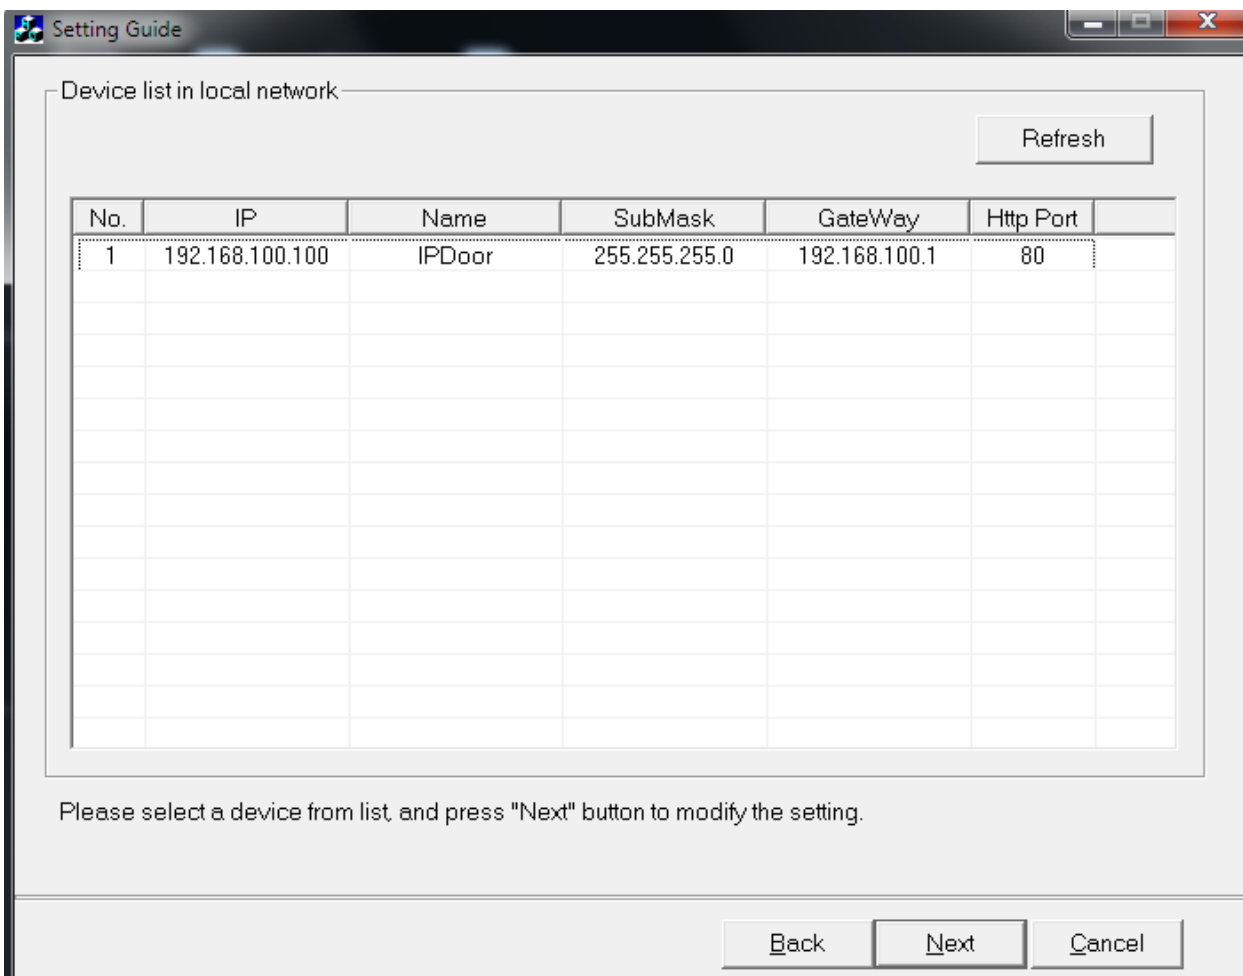 Setting Guide
Device list in local network
Refresh
No. IP Name SubMask GateWay Http Port
1 192.168.100.100 IPDoor 255.255.255.0 192.168.100.1 80
Please select a device from list, and press "Next" button to modify the setting.
Back Next Cancel